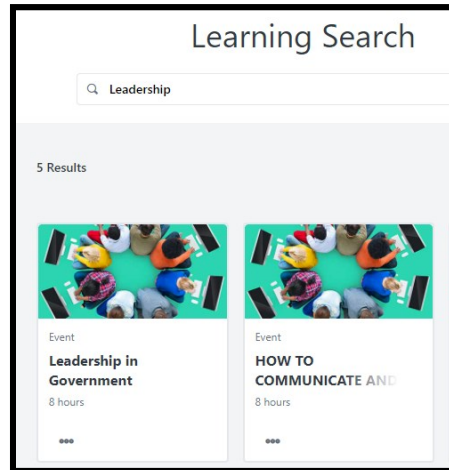 Learning Search
Leadership
5 Results
Event
Leadership in
Government
8 hours
Event
HOW TO
COMMUNICATE AND
8 hours